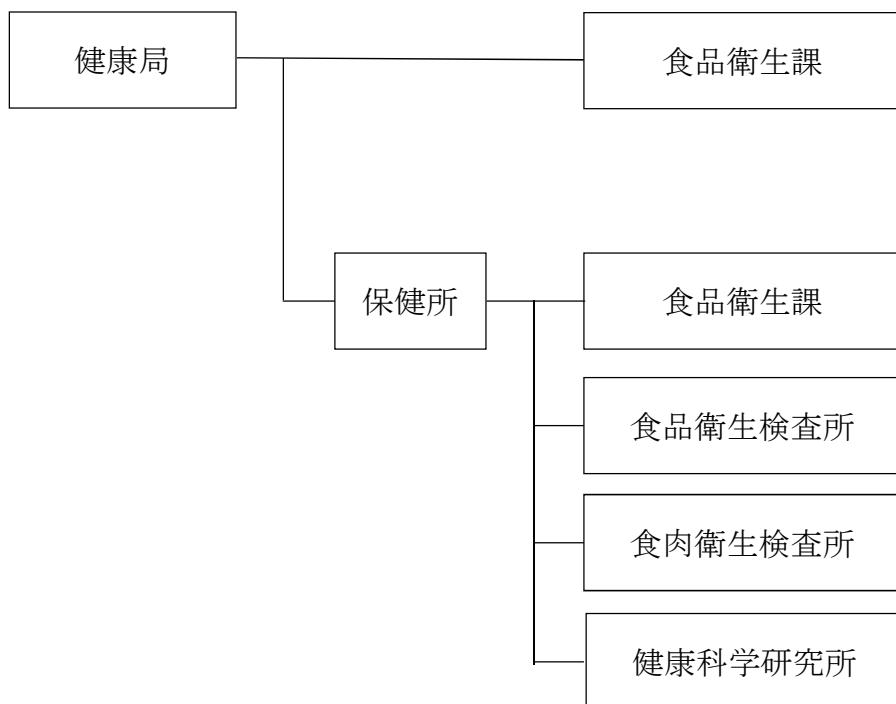 健康局
食品衛生課
保健所
食品衛生課
食品衛生検査所
食肉衛生検査所
健康科学研究所